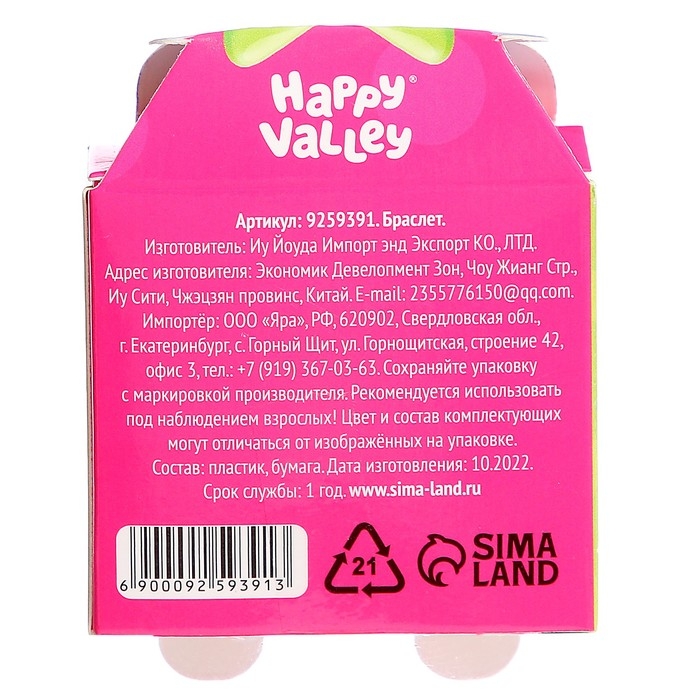 Happy®
Valley
Артикул: 9259391. Браслет.
Изготовитель: Иу Йоуда Импорт энд Экспорт КО., ЛТД.
Адрес изготовителя: Экономик Девелопмент Зон, Чоу Жианг Стр.,
Иу Сити, Чжэцзян провинс, Китай. E-mail: 2355776150@qq.com.
Импортёр: ООО «Яра», РФ, 620902, Свердловская обл.,
г. Екатеринбург, с. Горный Щит, ул. Горнощитская, строение 42,
офис 3, тел.: +7 (919) 367-03-63. Сохраняйте упаковку
с маркировкой производителя. Рекомендуется использовать
под наблюдением взрослых! Цвет и состав комплектующих
могут отличаться от изображённых на упаковке.
Состав: пластик, бумага. Дата изготовления: 10.2022.
Срок службы: 1 год. www.sima-land.ru
6 900092 593913
21
SIMA
LAND